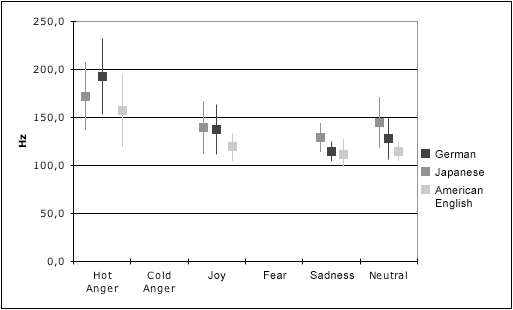 250,0
200,0
150,0
100,0
50,0
0,0
Hz
Hot Anger
Cold Anger
Joy
Fear
Sadness
Neutral
German
Japanese
American
English